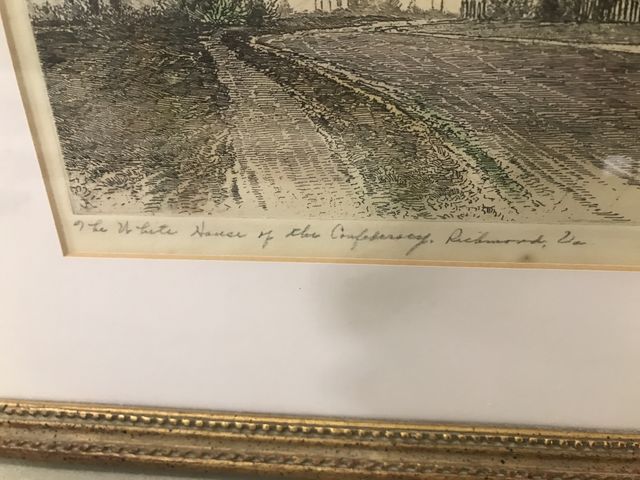 The White House of the Confederacy. Richmond, Va